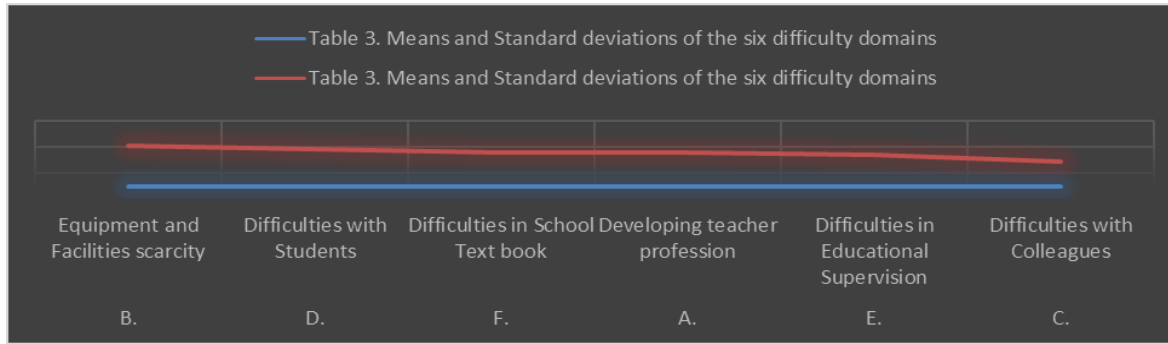 Table 3. Means and Standard deviations of the six difficulty domains
Table 3. Means and Standard deviations of the six difficulty domains
Equipment and
Facilities scarcity
Difficulties with
Students
Difficulties in School
Text book
Developing teacher
profession
Difficulties in
Educational
Supervision
Difficulties with
Colleagues
B.
D.
F.
A.
E.
C.